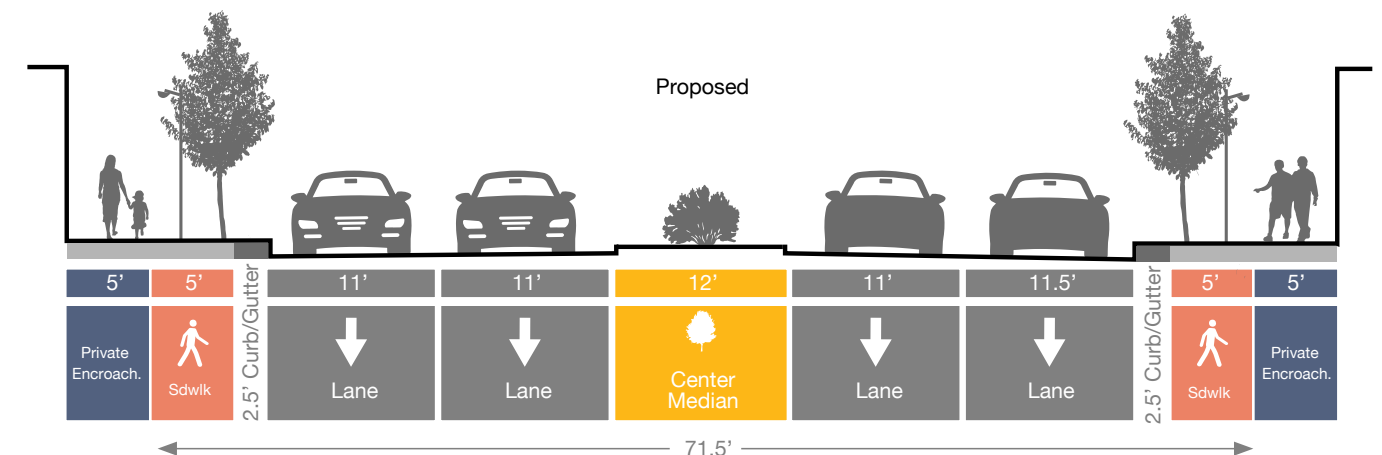 Proposed
5’ 5’ 2.5’ Curb/Gutter 11’ 11’ 12’ 11’ 11.5’ 2.5’ Curb/Gutter 5’ 5’
Private
Encroach.
Sdwlk
Lane
Lane
Center
Median
Lane
Lane
Sdwlk
Private
Encroach.
71.5’